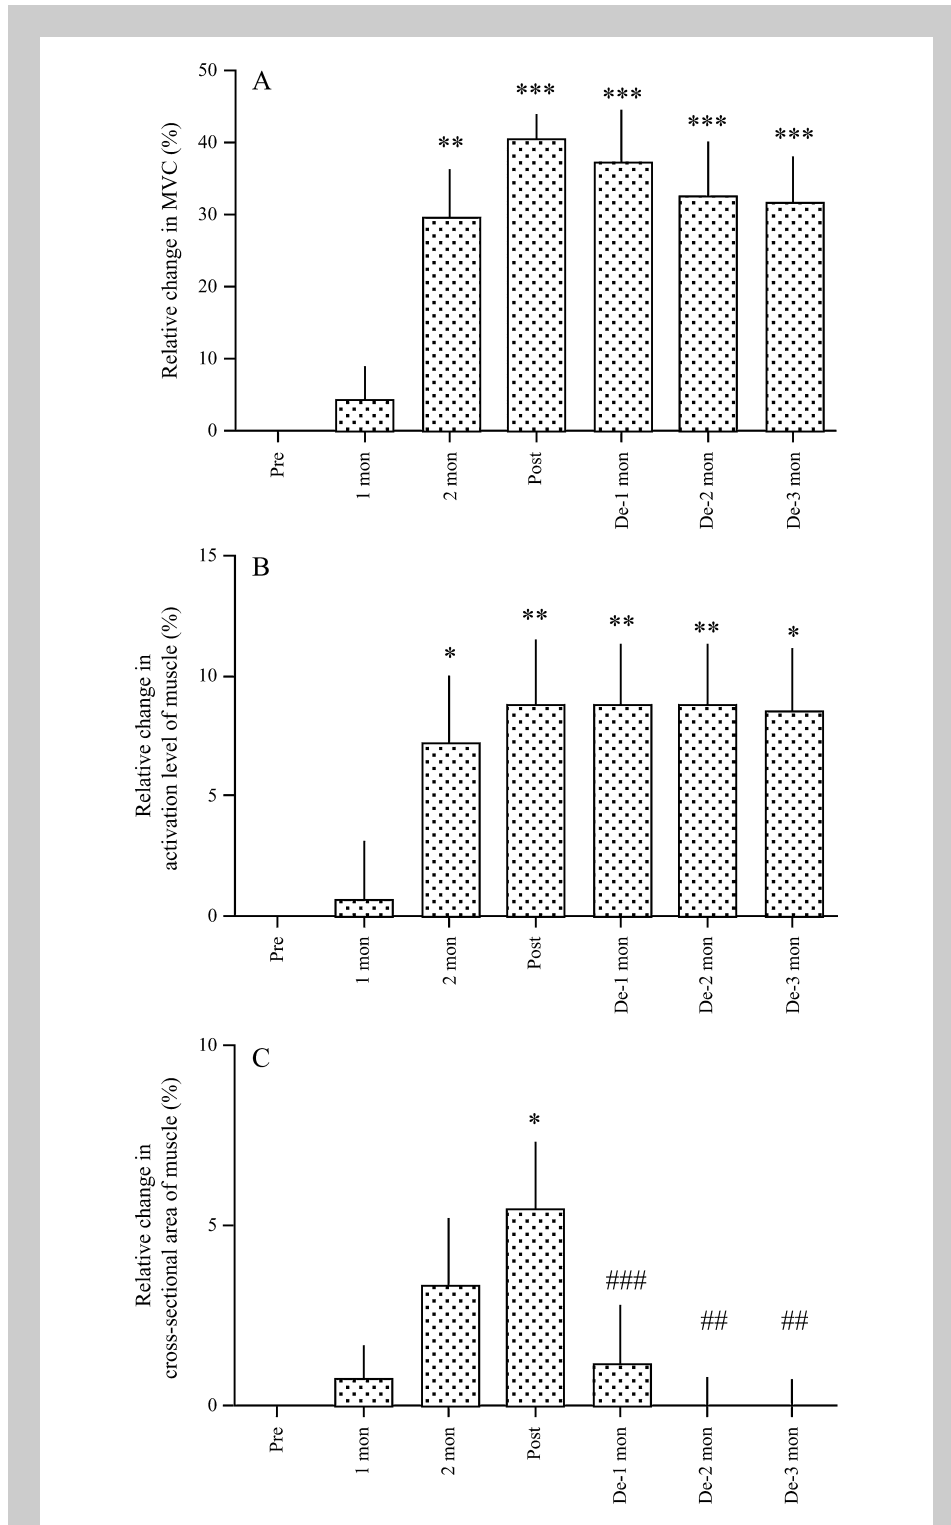 A
50
40
30
20
10
0
Relative change in MVC (%)
***
***
**
***
***
Pre
1 mon
2 mon
Post
De-1 mon
De-2 mon
De-3 mon
B
15
10
5
0
Relative change in
activation level of muscle (%)
*
**
**
**
*
Pre
1 mon
2 mon
Post
De-1 mon
De-2 mon
De-3 mon
C
10
5
0
Relative change in
cross-sectional area of muscle (%)
*
###
##
##
Pre
1 mon
2 mon
Post
De-1 mon
De-2 mon
De-3 mon